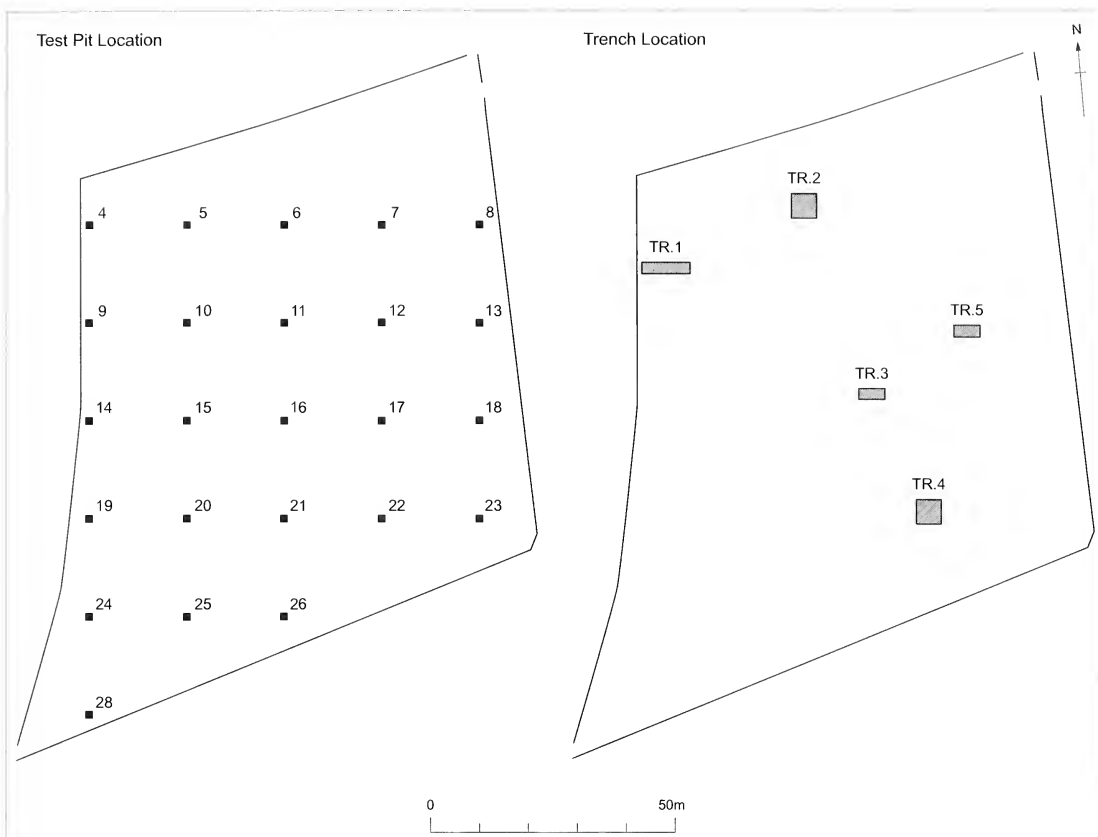 Test Pit Location
4 5 6 7 8
9 10 11 12 13
14 15 16 17 18
19 20 21 22 23
24 25 26
28
Trench Location
N
TR.2
TR.1
TR.5
TR.3
TR.4
0 50m